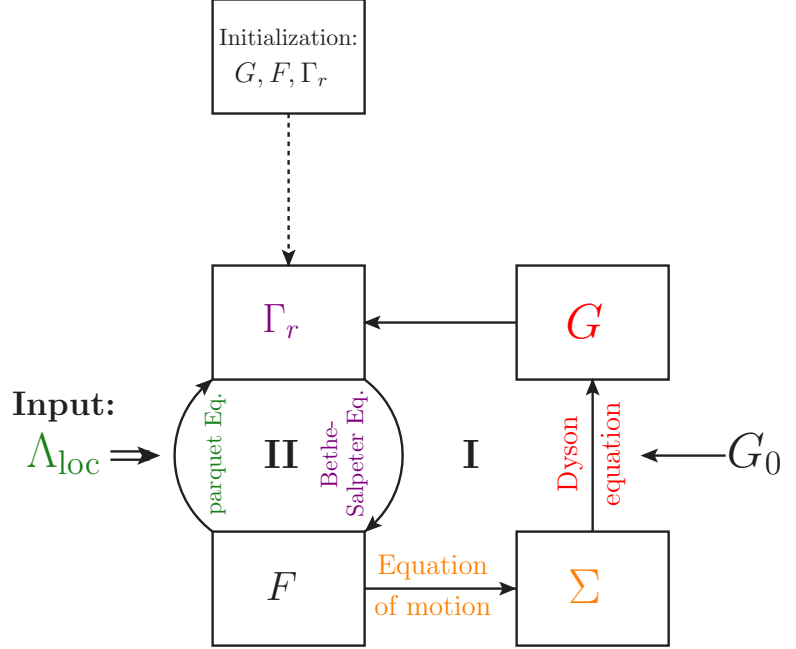 Initialization:
G, F, Γ_r
Γ_r
G
Input:
Λ_loc
parquet Eq.
II
Bethe-
Salpeter Eq.
I
Dyson
equation
G_0
F
Equation
of motion
Σ